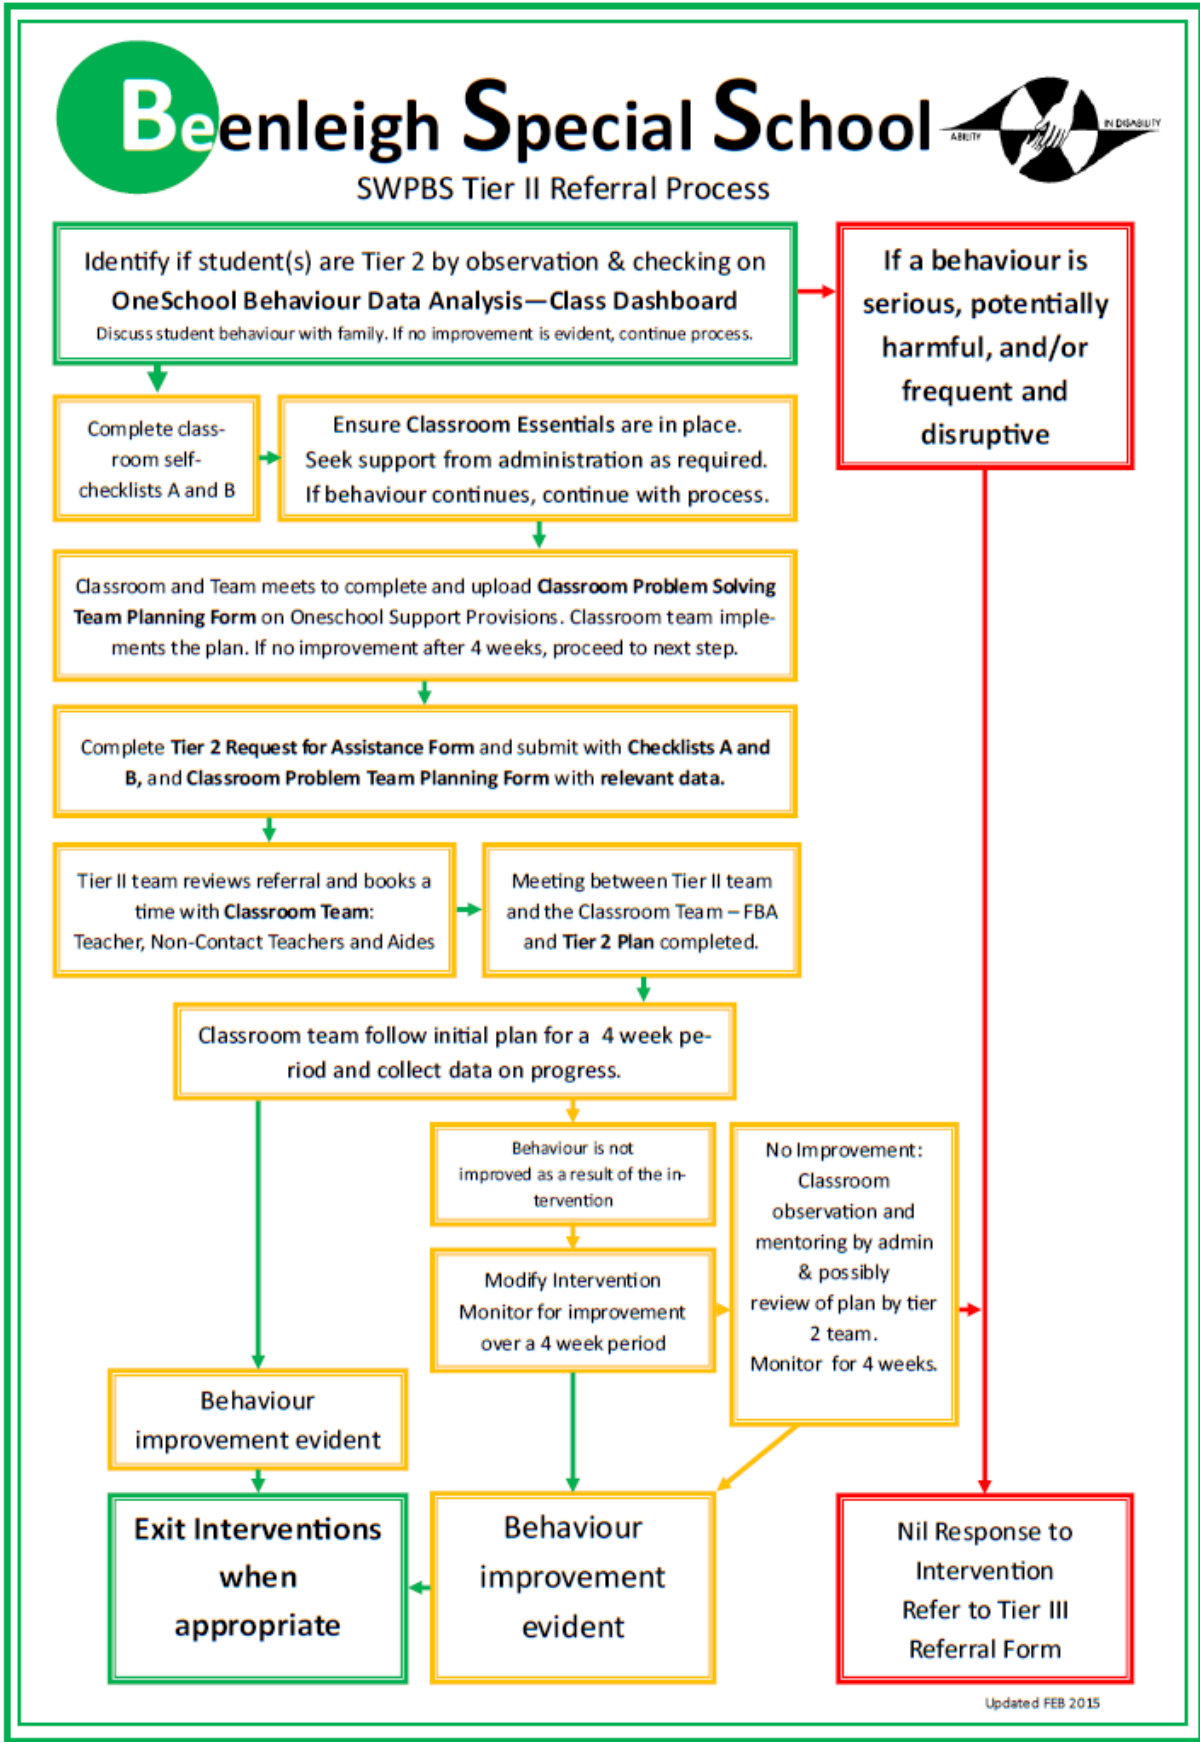 Beenleigh Special School
ABILITY
IN DISABILITY
SWPBS Tier II Referral Process
Identify if student(s) are Tier 2 by observation & checking on
OneSchool Behaviour Data Analysis—Class Dashboard
Discuss student behaviour with family. If no improvement is evident, continue process.
If a behaviour is
serious, potentially
harmful, and/or
frequent and
disruptive
Complete class-
room self-
checklists A and B
Ensure Classroom Essentials are in place.
Seek support from administration as required.
If behaviour continues, continue with process.
Classroom and Team meets to complete and upload Classroom Problem Solving
Team Planning Form on Oneschool Support Provisions. Classroom team imple-
ments the plan. If no improvement after 4 weeks, proceed to next step.
Complete Tier 2 Request for Assistance Form and submit with Checklists A and
B, and Classroom Problem Team Planning Form with relevant data.
Tier II team reviews referral and books a
time with Classroom Team:
Teacher, Non-Contact Teachers and Aides
Meeting between Tier II team
and the Classroom Team – FBA
and Tier 2 Plan completed.
Classroom team follow initial plan for a 4 week pe-
riod and collect data on progress.
Behaviour is not
improved as a result of the in-
tervention
Modify Intervention
Monitor for improvement
over a 4 week period
No Improvement:
Classroom
observation and
mentoring by admin
& possibly
review of plan by tier
2 team.
Monitor for 4 weeks.
Behaviour
improvement evident
Exit Interventions
when
appropriate
Behaviour
improvement
evident
Nil Response to
Intervention
Refer to Tier III
Referral Form
Updated FEB 2015